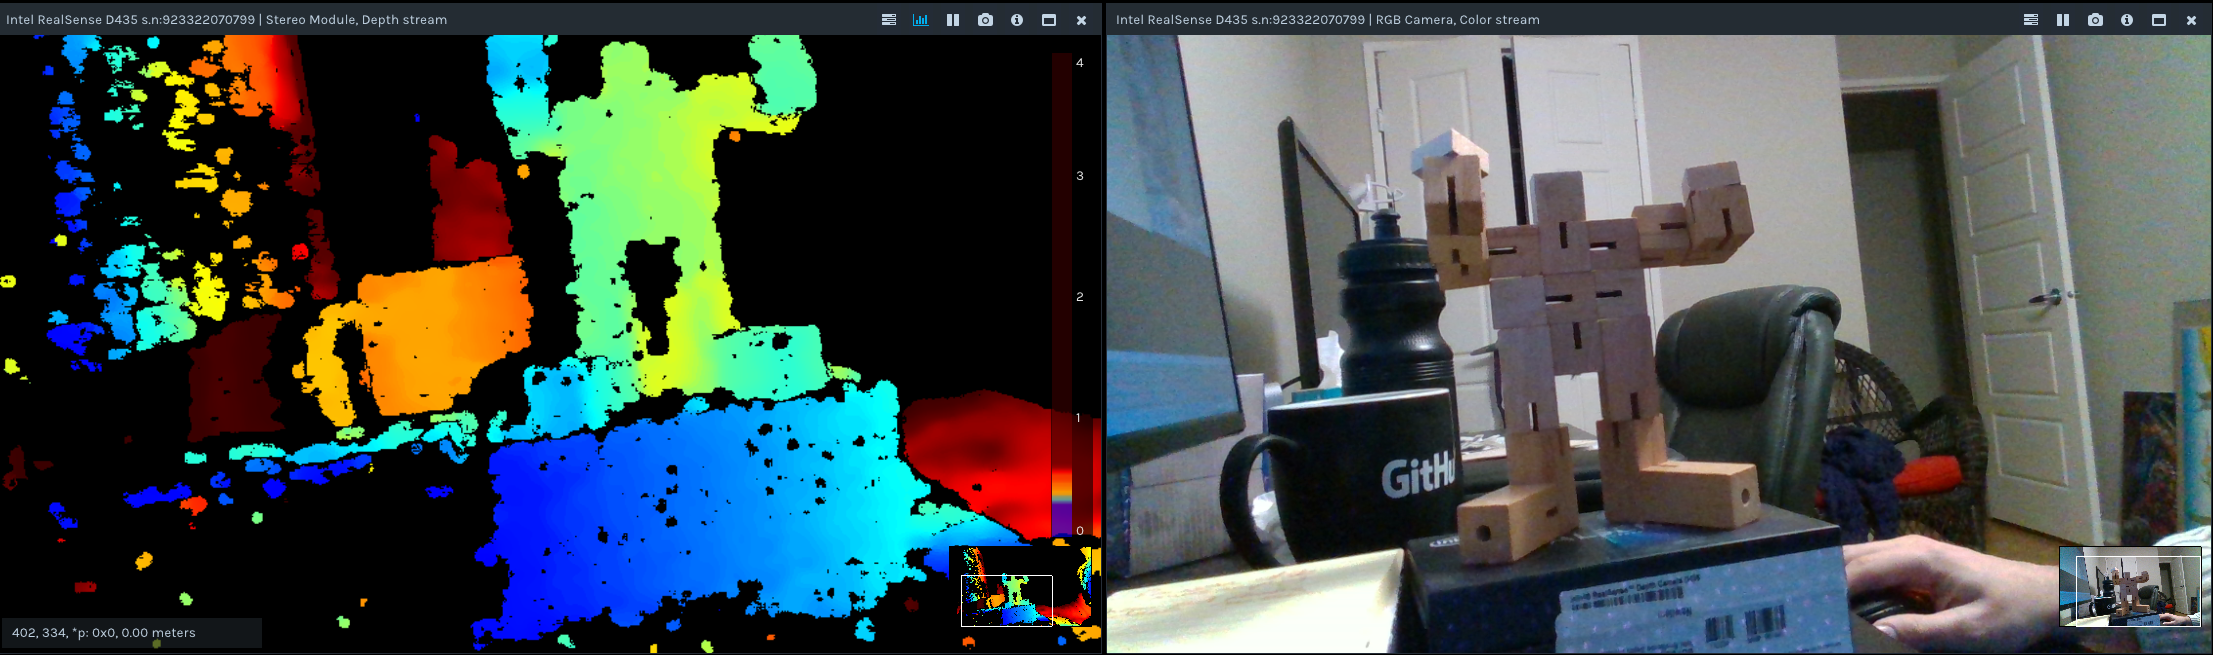 Intel RealSense D435 s.n:923322070799 | Stereo Module, Depth stream
4
3
2
1
0
402, 334, *p: 0x0, 0.00 meters
Intel RealSense D435 s.n:923322070799 | RGB Camera, Color stream
GitHu